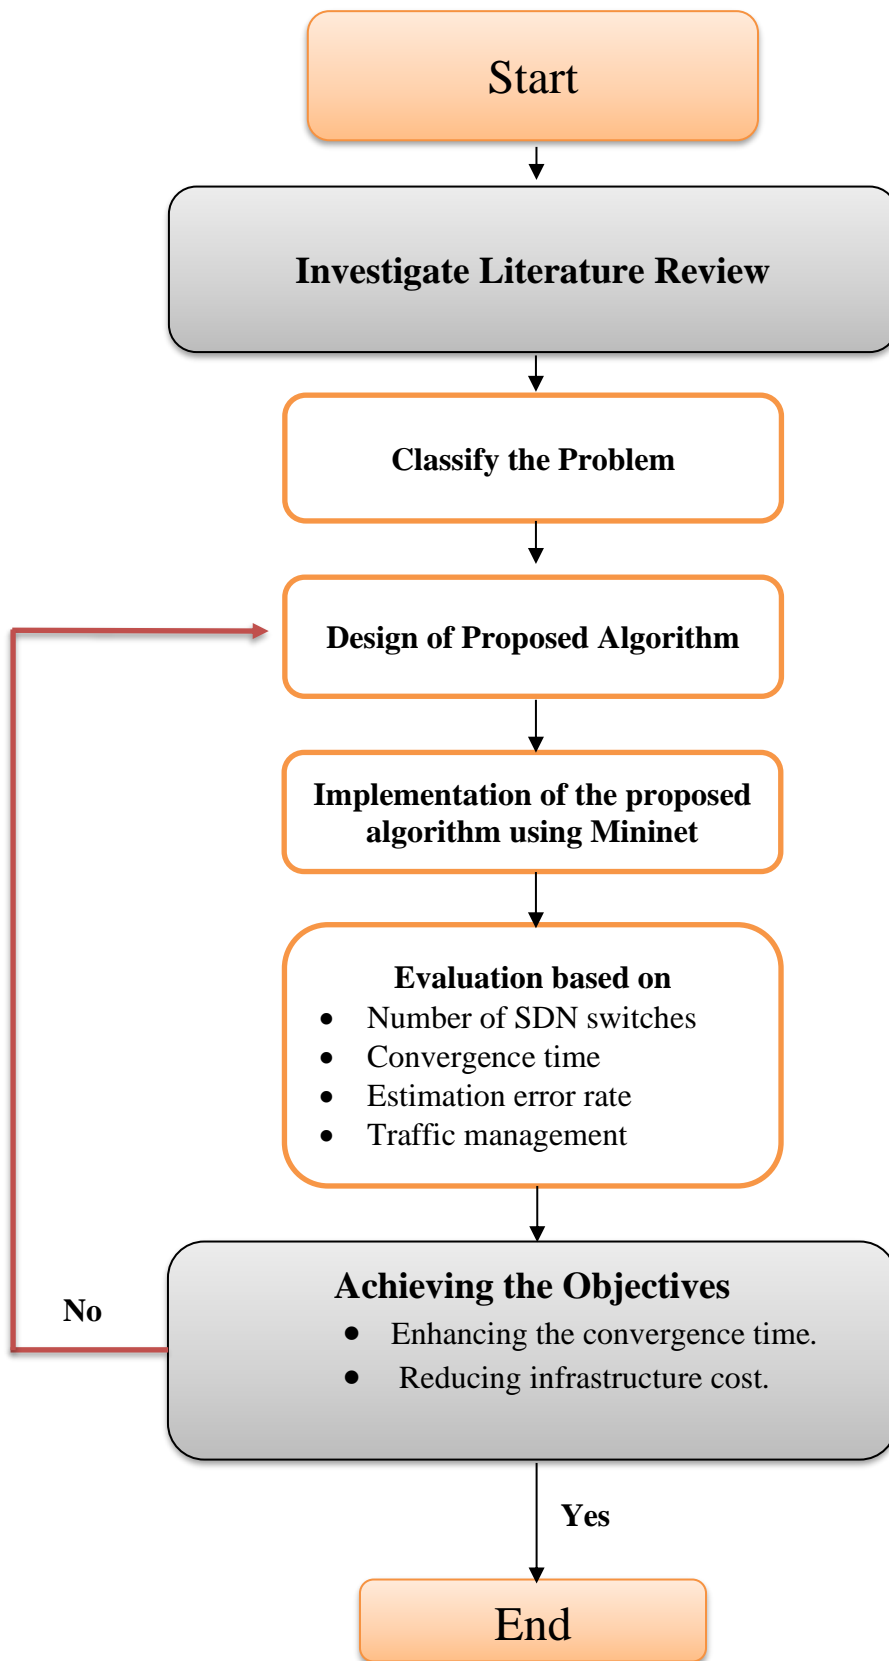 Start
Investigate Literature Review
Classify the Problem
Design of Proposed Algorithm
Implementation of the proposed
algorithm using Mininet
Evaluation based on
• Number of SDN switches
• Convergence time
• Estimation error rate
• Traffic management
Achieving the Objectives
• Enhancing the convergence time.
• Reducing infrastructure cost.
No
Yes
End